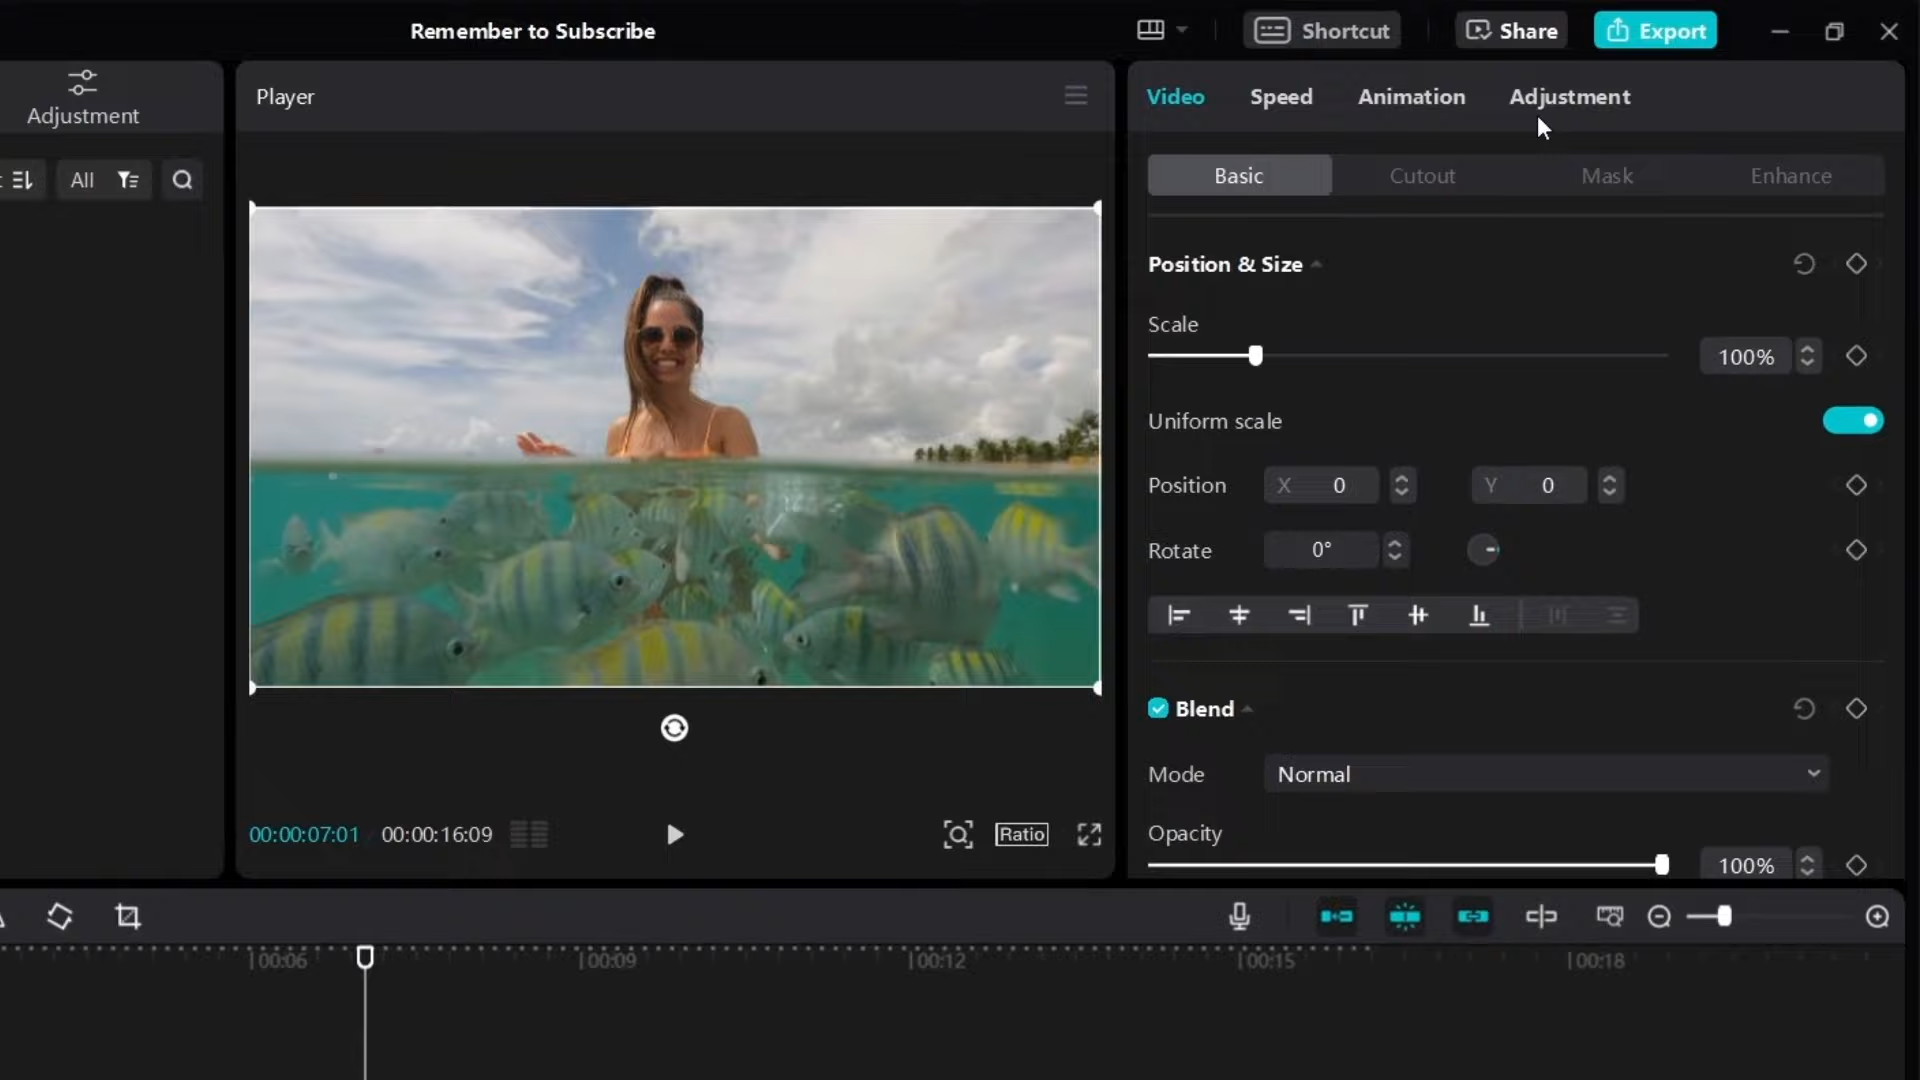 Remember to Subscribe
Shortcut
Share
Export
Adjustment
All
Player
Video Speed Animation Adjustment
Basic Cutout Mask Enhance
Position & Size
Scale
100%
Uniform scale
Position X 0 Y 0
Rotate 0°
Blend
Mode Normal
Opacity
100%
00:00:07:01 00:00:16:09
Ratio
00:06 00:09 00:12 00:15 00:18